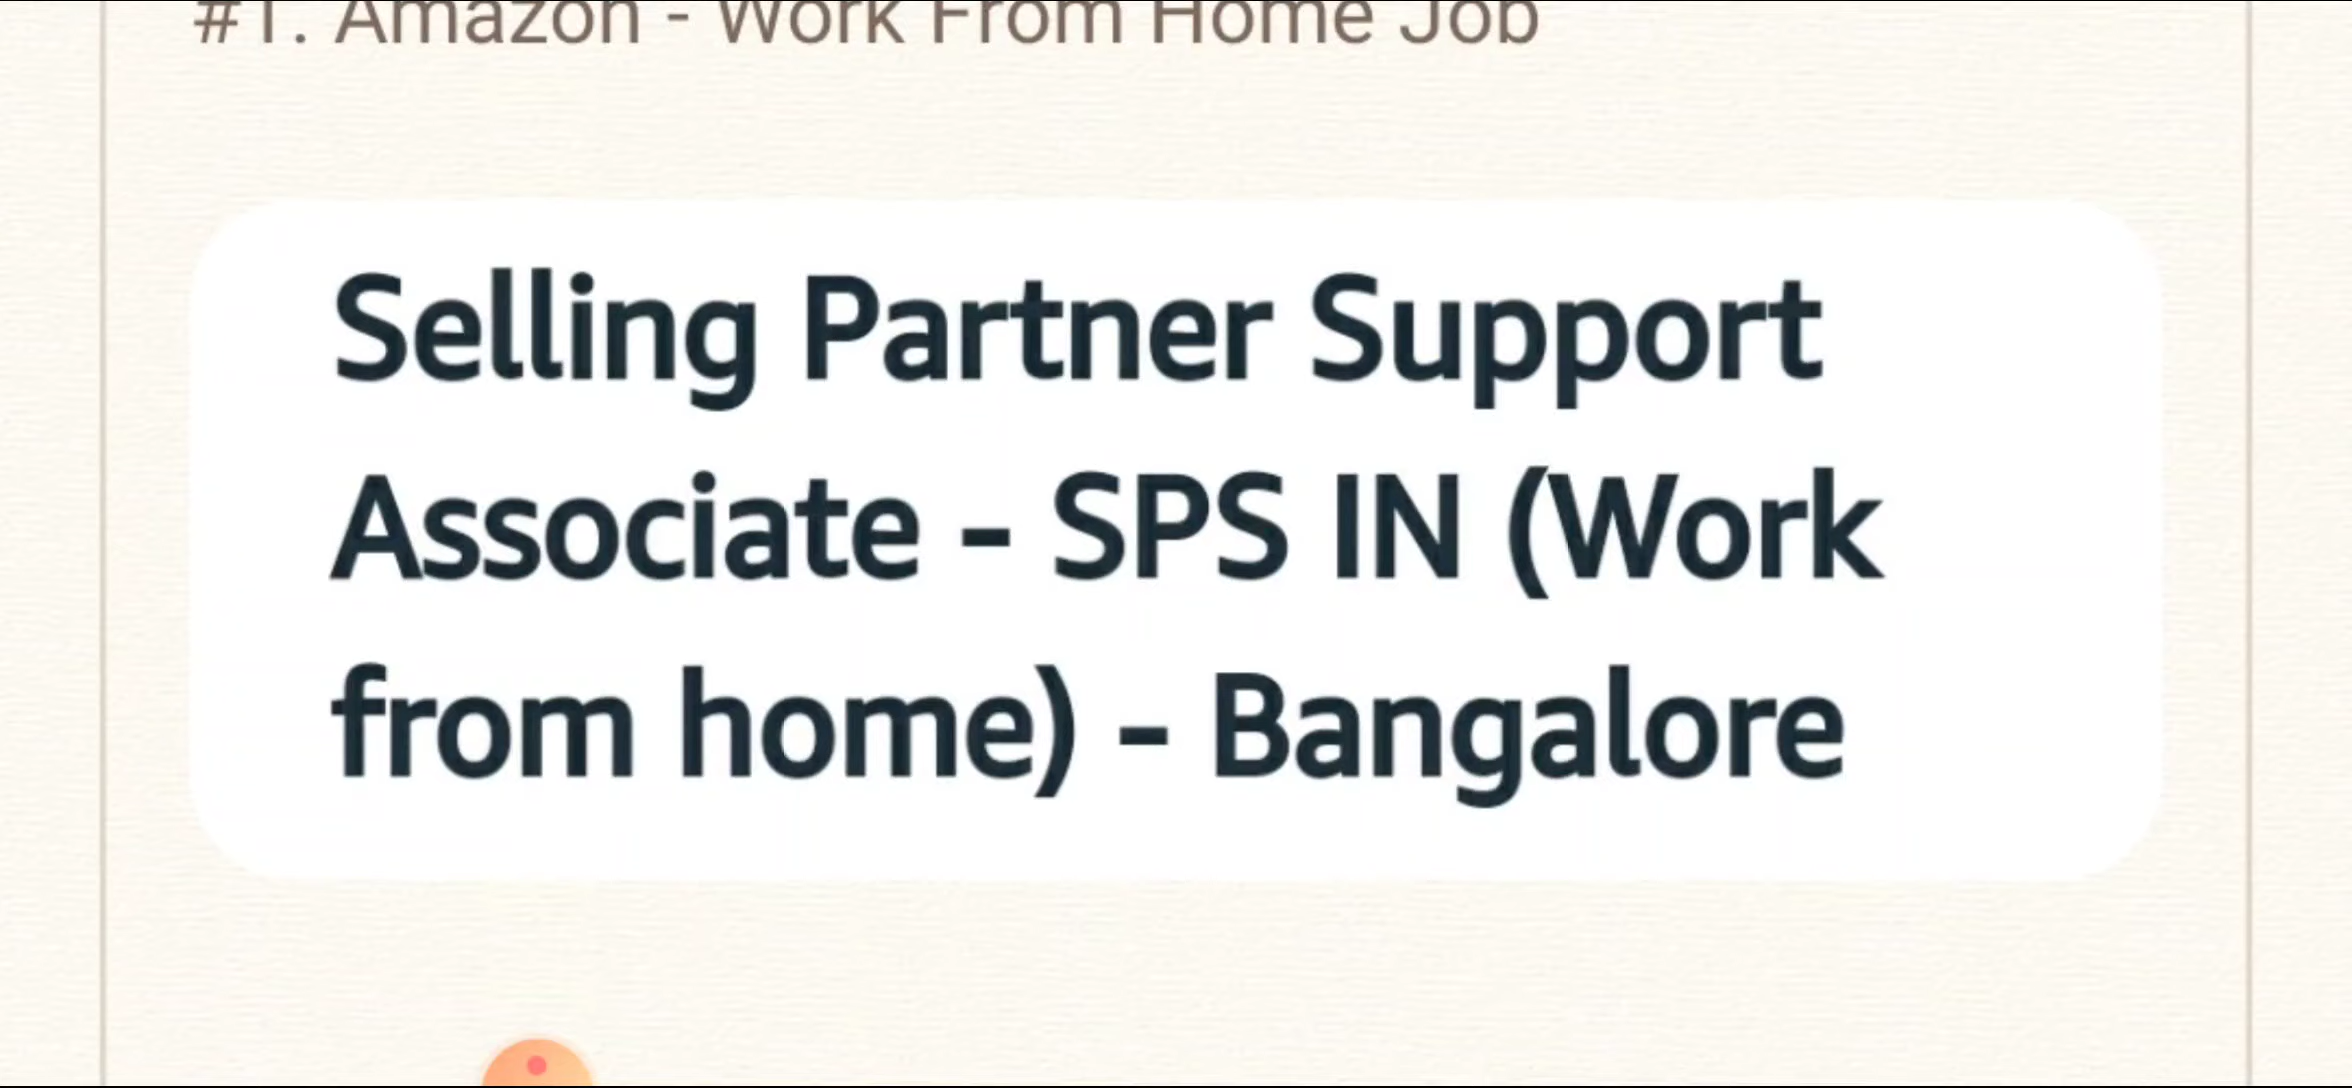 #1. Amazon - Work From Home Job
Selling Partner Support
Associate - SPS IN (Work
from home) - Bangalore